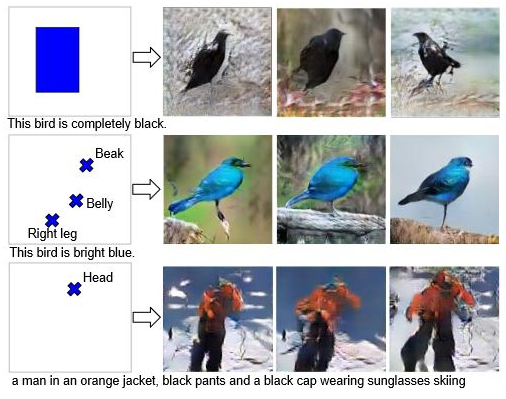 This bird is completely black.
Beak
Belly
Right leg
This bird is bright blue.
Head
a man in an orange jacket, black pants and a black cap wearing sunglasses skiing